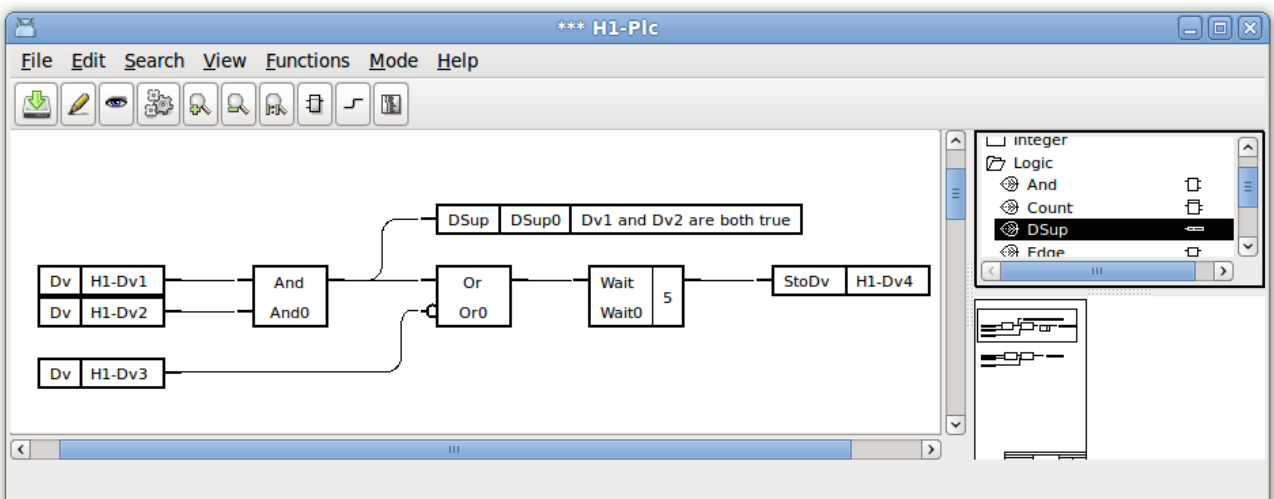 *** H1-Plc
File Edit Search View Functions Mode Help
Integer
Logic
And
Count
DSup
Edge
DSup DSup0 Dv1 and Dv2 are both true
Dv H1-Dv1
And
Or
Wait
5
StoDv H1-Dv4
Dv H1-Dv2
And0
Or0
Wait0
Dv H1-Dv3